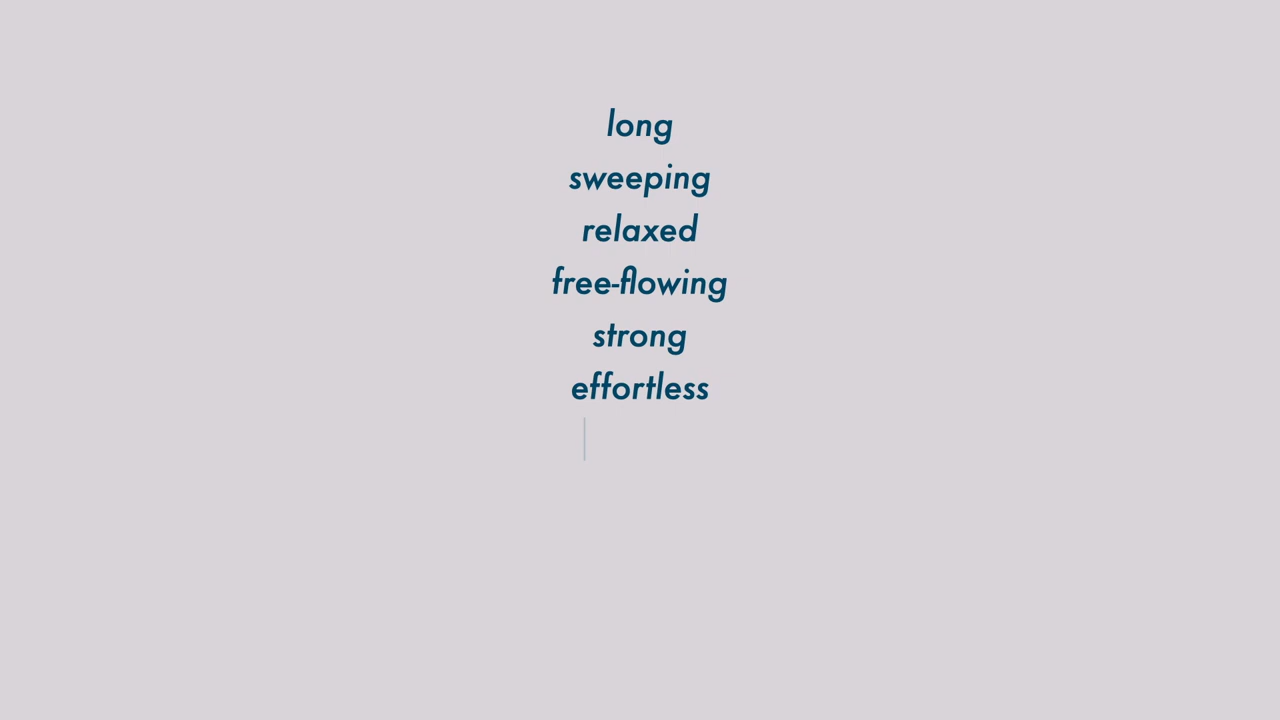 long
sweeping
relaxed
free-flowing
strong
effortless